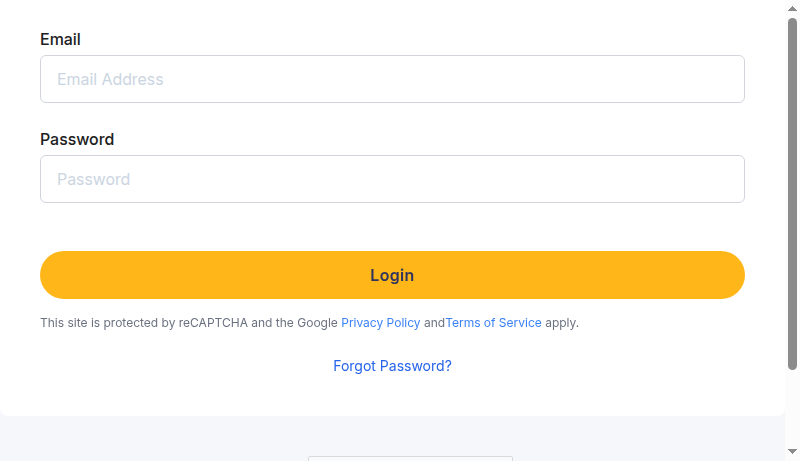 Email
Email Address
Password
Password
Login
This site is protected by reCAPTCHA and the Google Privacy Policy andTerms of Service apply.
Forgot Password?